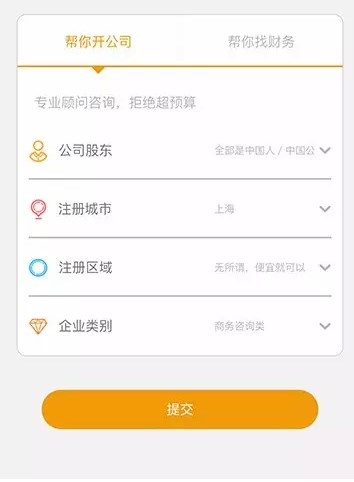 帮你开公司 帮你找财务
专业顾问咨询，拒绝超预算
公司股东 全部是中国人 / 中国公
注册城市 上海
注册区域 无所谓，便宜就可以
企业类别 商务咨询类
提交